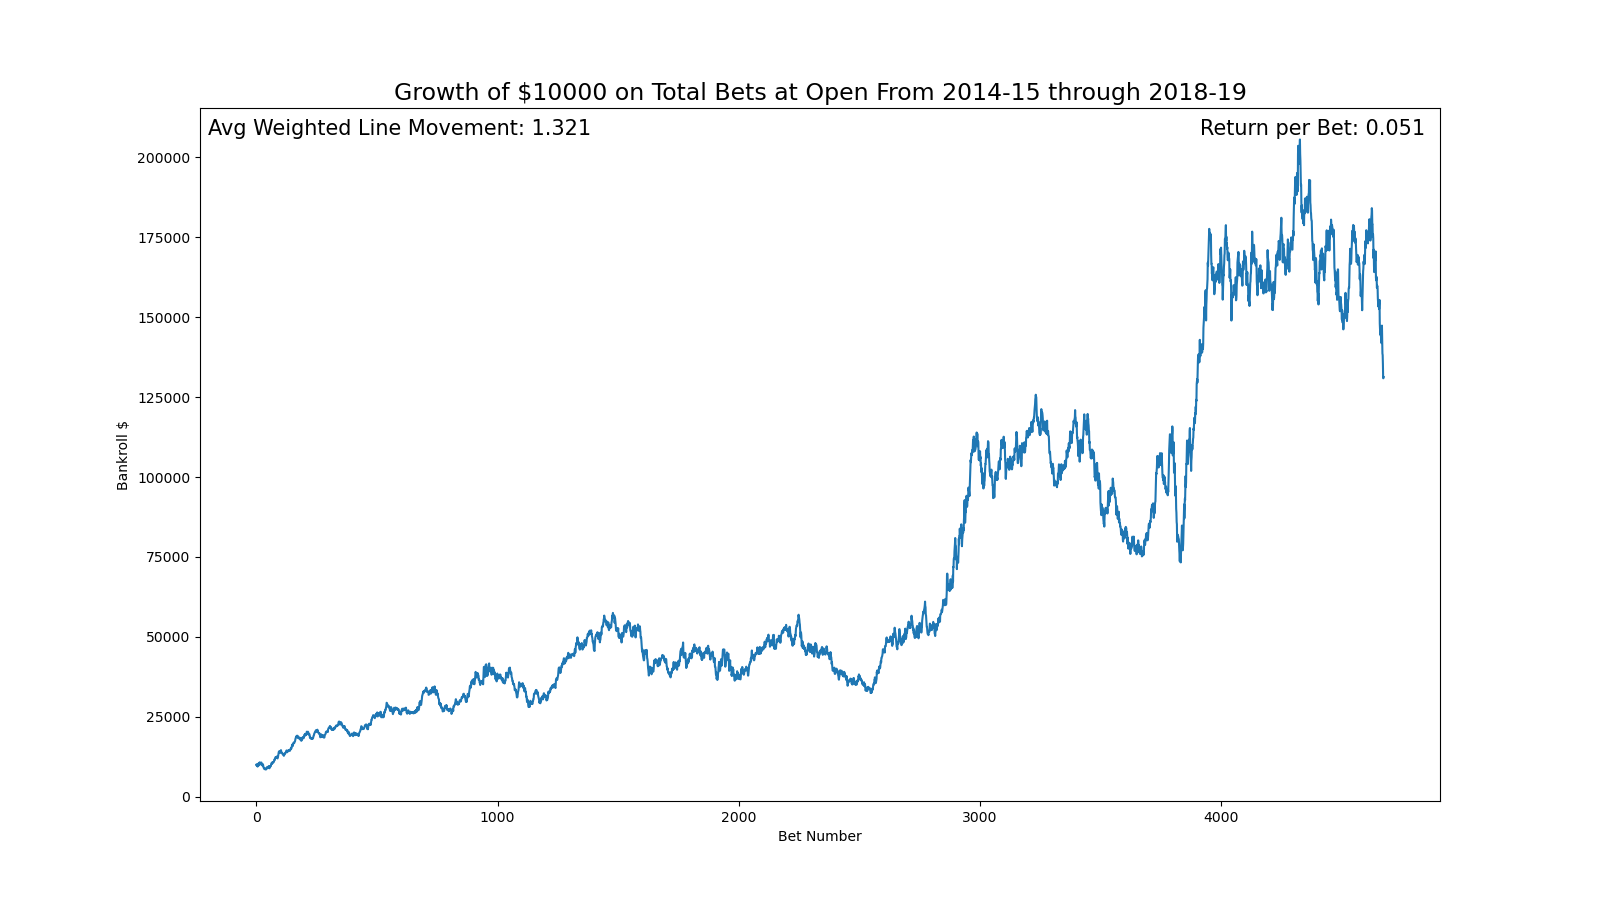 Growth of $10000 on Total Bets at Open From 2014-15 through 2018-19
Avg Weighted Line Movement: 1.321
Return per Bet: 0.051
200000
175000
150000
125000
100000
75000
50000
25000
0
Bankroll $
0 1000 2000 3000 4000
Bet Number